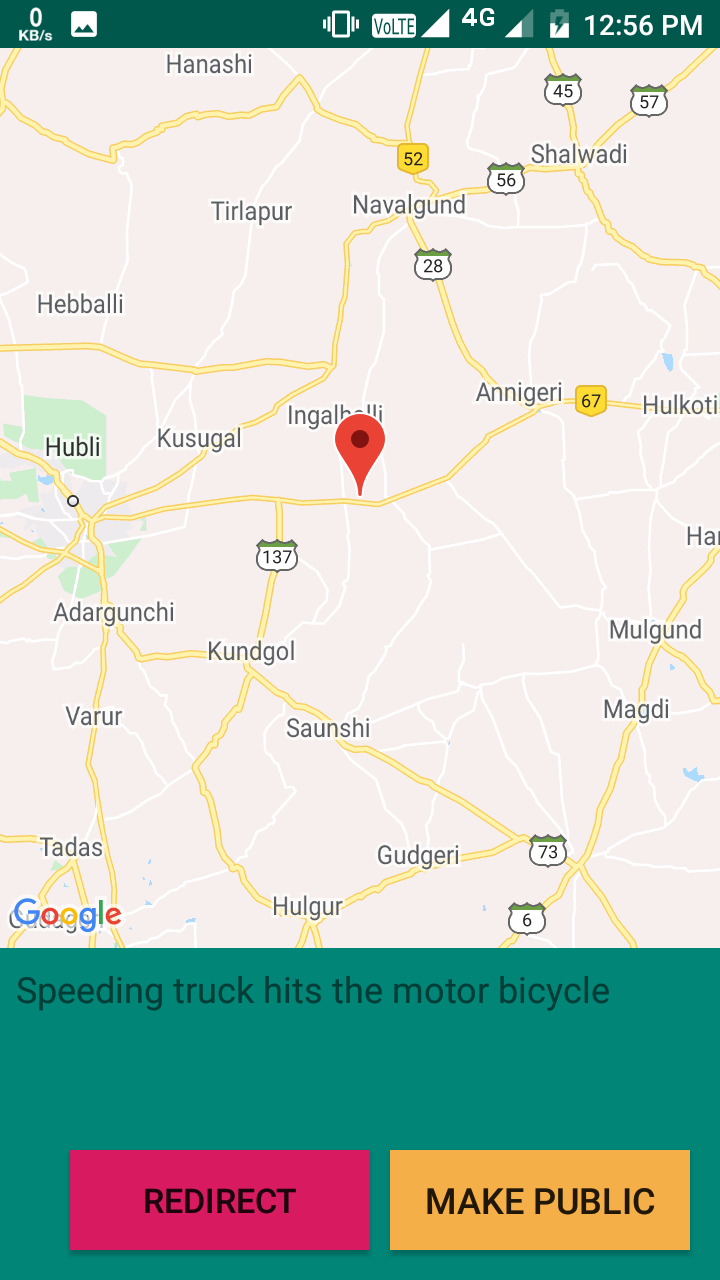 0
KB/s
VoLTE
4G
12:56 PM
Hanashi
45
57
52
Shalwadi
56
Tirlapur
Navalgund
28
Hebballi
Annigeri
67
Hulkoti
Ingalhalli
Kusugal
Hubli
Har
137
Adargunchi
Mulgund
Kundgol
Magdi
Varur
Saunshi
Tadas
Gudgeri
73
Hulgur
Google
6
Speeding truck hits the motor bicycle
REDIRECT
MAKE PUBLIC